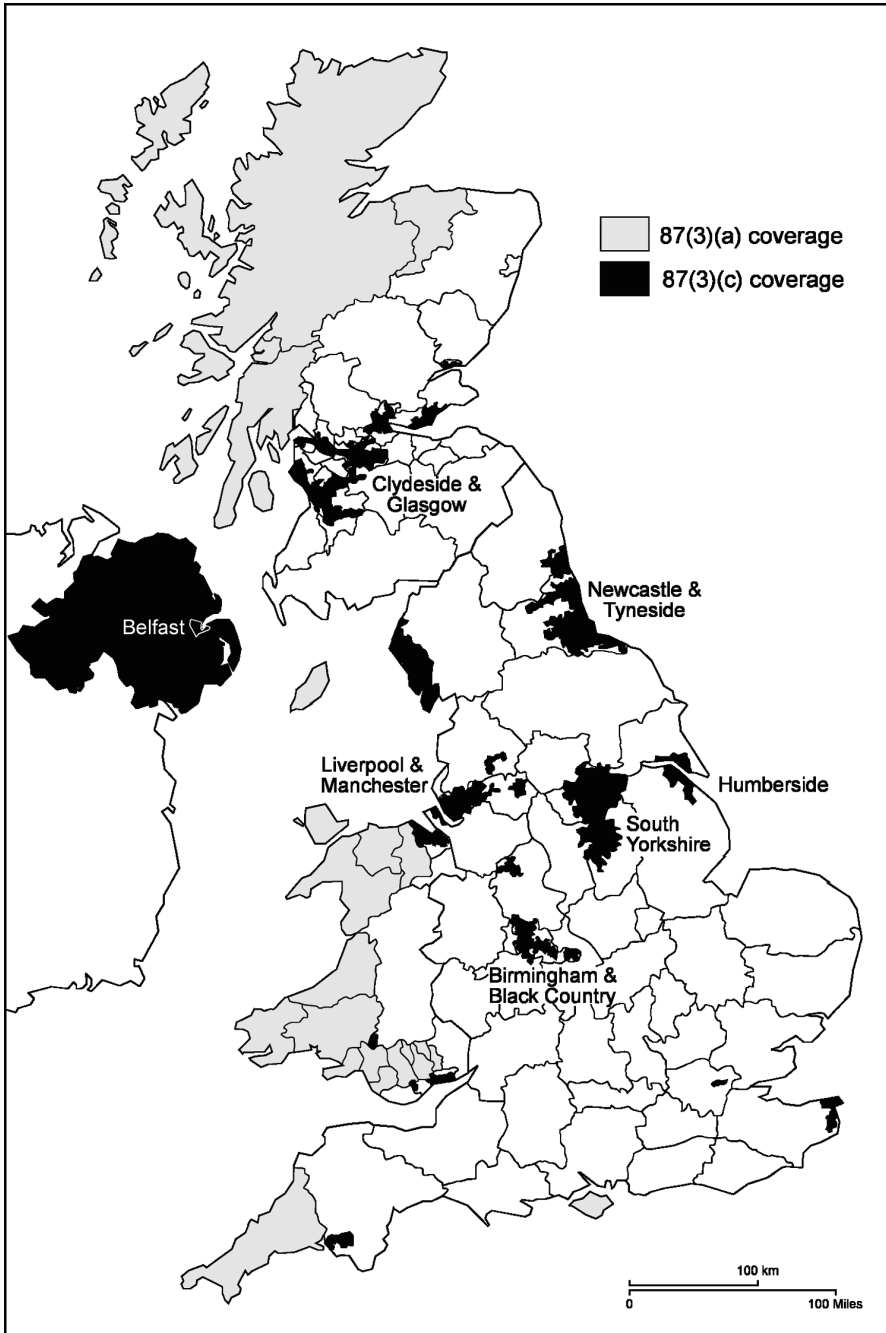 87(3)(a) coverage
87(3)(c) coverage
Clydeside &
Glasgow
Newcastle &
Tyneside
Belfast
Liverpool &
Manchester
Humberside
South
Yorkshire
Birmingham &
Black Country
100 km
0
100 Miles